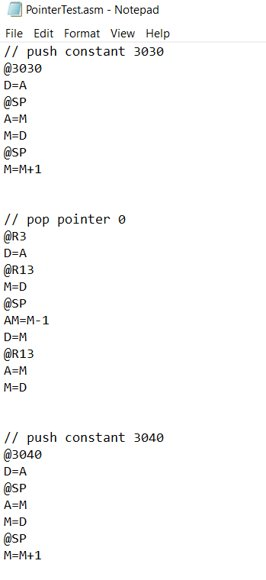 PointerTest.asm - Notepad
File Edit Format View Help
// push constant 3030
@3030
D=A
@SP
A=M
M=D
@SP
M=M+1
// pop pointer 0
@R3
D=A
@R13
M=D
@SP
AM=M-1
D=M
@R13
A=M
M=D
// push constant 3040
@3040
D=A
@SP
A=M
M=D
@SP
M=M+1